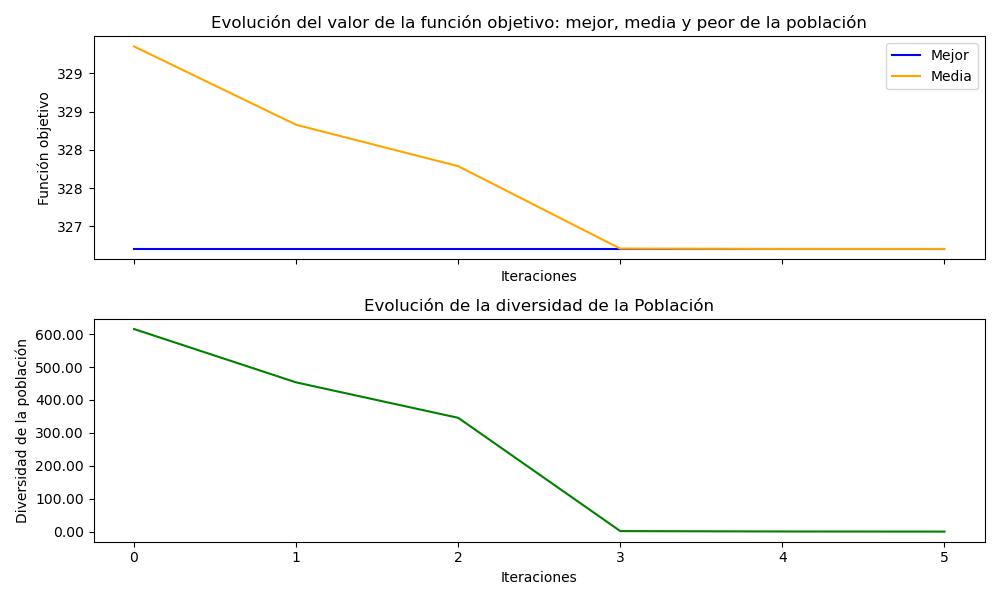 Evolución del valor de la función objetivo: mejor, media y peor de la población
Función objetivo
329
329
328
328
327
Mejor
Media
Iteraciones
Evolución de la diversidad de la Población
Diversidad de la población
600.00
500.00
400.00
300.00
200.00
100.00
0.00
0 1 2 3 4 5
Iteraciones